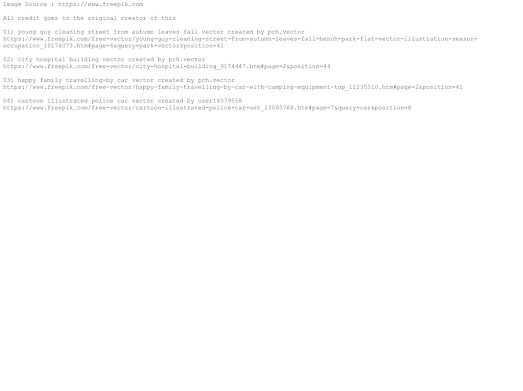 Image Source : https://www.freepik.com
All credit goes to the original creator of this
01) young guy cleaning street from autumn leaves fall vector created by pch.vector
https://www.freepik.com/free-vector/young-guy-cleaning-street-from-autumn-leaves-fall-bench-park-flat-vector-illustration-season-
occupation_10174073.htm#page=4&query=park+vector&position=41
02) city hospital building vector created by pch.vector
https://www.freepik.com/free-vector/city-hospital-building_9174447.htm#page=2&position=44
03) happy family travelling-by car vector created by pch.vector
https://www.freepik.com/free-vector/happy-family-travelling-by-car-with-camping-equipment-top_11235510.htm#page=2&position=41
04) cartoon illustrated police car vector created by user14579558
https://www.freepik.com/free-vector/cartoon-illustrated-police-car-set_13093768.htm#page=7&query=car&position=8